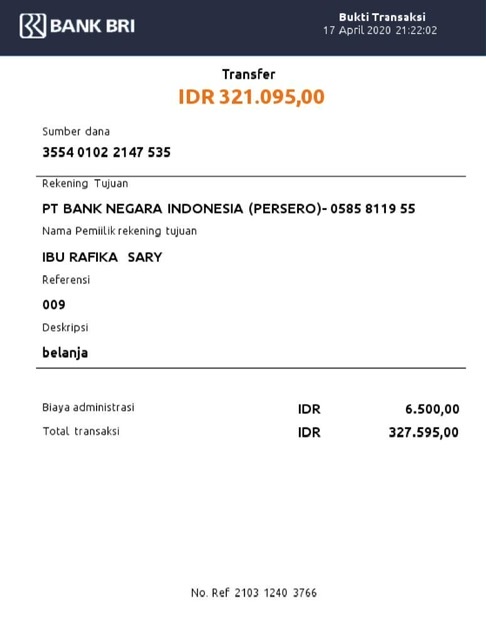 BANK BRI
Bukti Transaksi
17 April 2020 21:22:02
Transfer
IDR 321.095,00
Sumber dana
3554 0102 2147 535
Rekening Tujuan
PT BANK NEGARA INDONESIA (PERSERO)- 0585 8119 55
Nama Pemiilik rekening tujuan
IBU RAFIKA SARY
Referensi
009
Deskripsi
belanja
Biaya administrasi IDR 6.500,00
Total transaksi IDR 327.595,00
No. Ref 2103 1240 3766